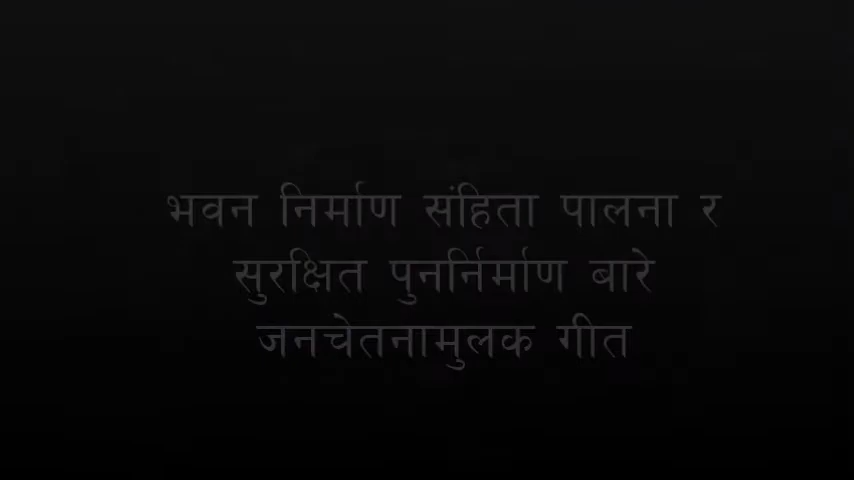 भवन निर्माण संहिता पालना र
सुरक्षित पुनर्निर्माण बारे
जनचेतनामुलक गीत